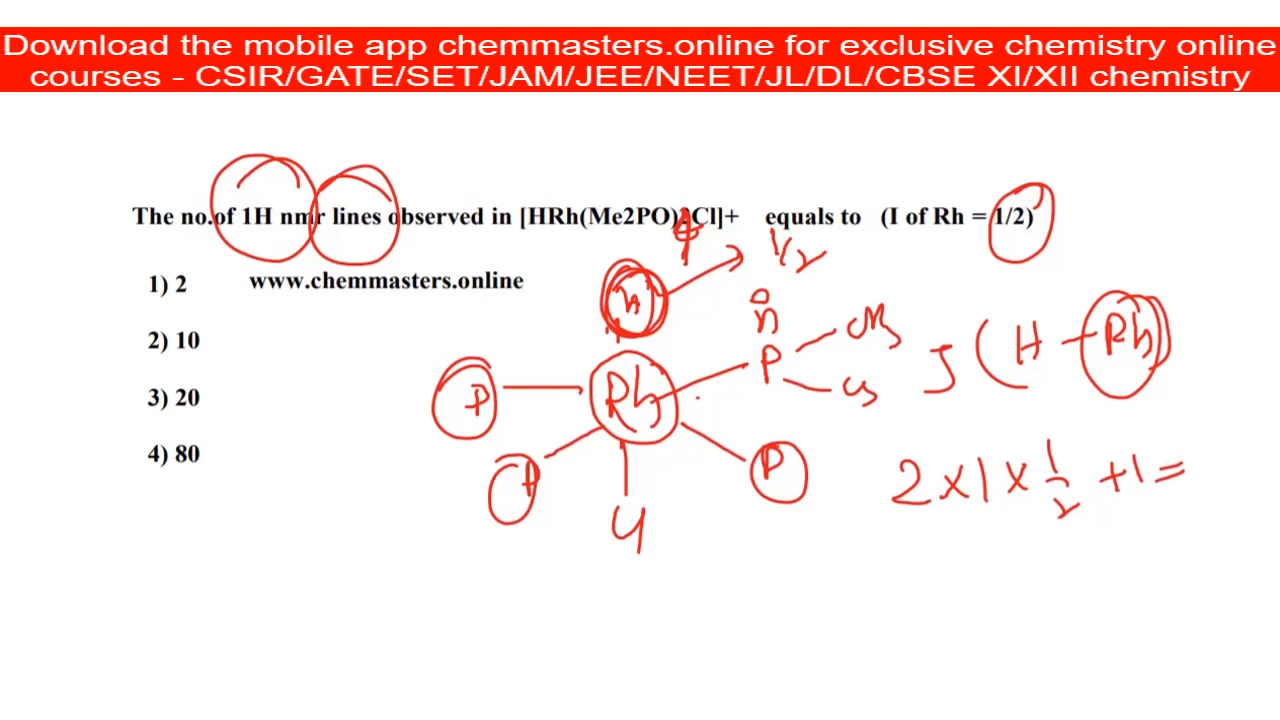 Download the mobile app chemmasters.online for exclusive chemistry online
courses - CSIR/GATE/SET/JAM/JEE/NEET/JL/DL/CBSE XI/XII chemistry
The no.of 1H nmr lines observed in [HRh(Me2PO)4Cl]+ equals to (I of Rh = 1/2)
1) 2 www.chemmasters.online
2) 10
3) 20
4) 80
1/2
H
P Rh P
J (H - Rh)
P
2 x 1 x 1/2 + 1 =